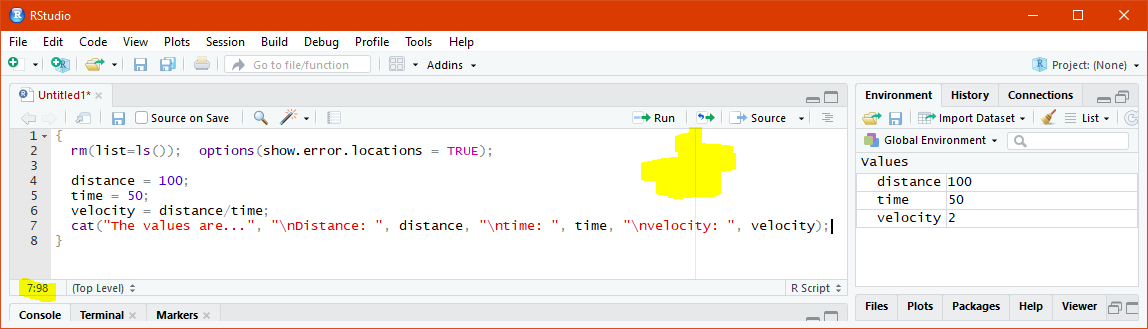 RStudio
File Edit Code View Plots Session Build Debug Profile Tools Help
Go to file/function Addins Project: (None)
Untitled1*
Source on Save Run Source
1 {
2 rm(list=ls()); options(show.error.locations = TRUE);
3
4 distance = 100;
5 time = 50;
6 velocity = distance/time;
7 cat("The values are...", "\nDistance: ", distance, "\ntime: ", time, "\nvelocity: ", velocity);
8 }
7:98 (Top Level) R Script
Console Terminal Markers
Environment History Connections
Import Dataset List
Global Environment
Values
distance 100
time 50
velocity 2
Files Plots Packages Help Viewer